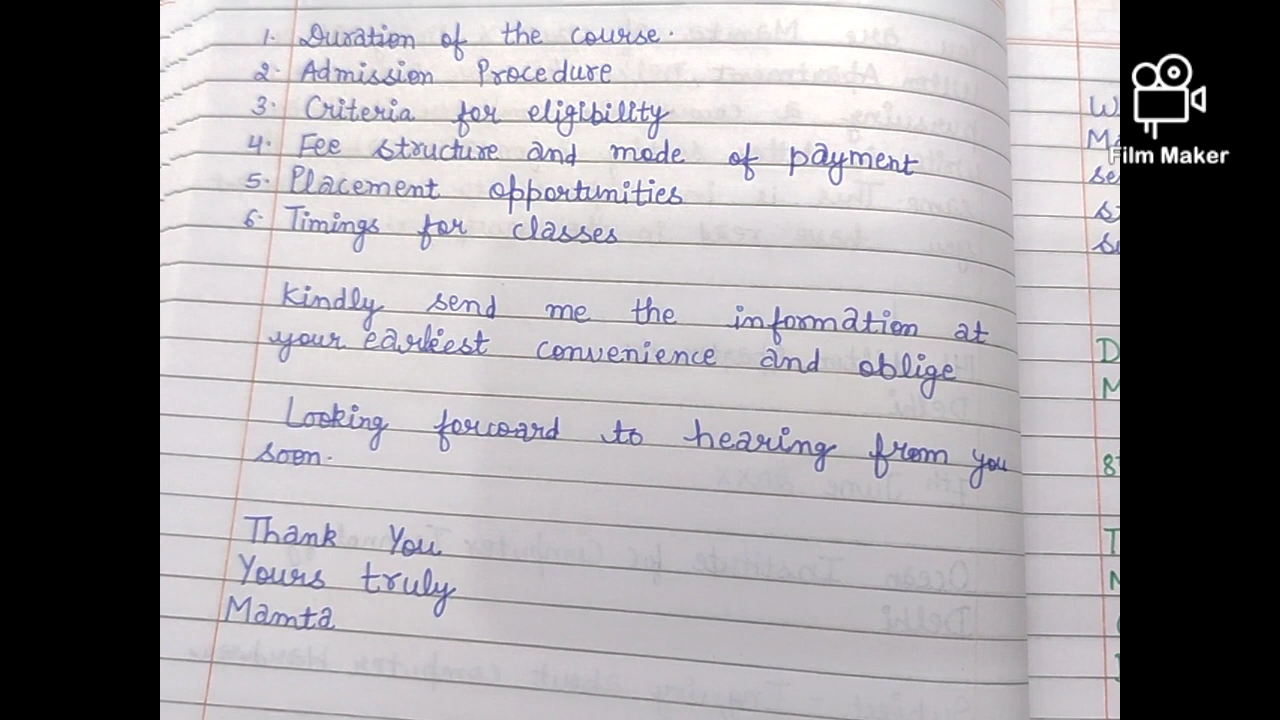 1. Duration of the course.
2. Admission Procedure
3. Criteria for eligibility
4. Fee structure and mode of payment
5. Placement opportunities
6. Timings for classes
Kindly send me the information at
your earliest convenience and oblige
Looking forward to hearing from you
soon.
Thank You
Yours truly
Mamta
Film Maker